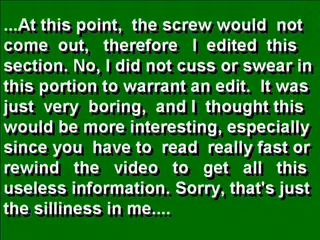 ...At this point, the screw would not
come out, therefore I edited this
section. No, I did not cuss or swear in
this portion to warrant an edit. It was
just very boring, and I thought this
would be more interesting, especially
since you have to read really fast or
rewind the video to get all this
useless information. Sorry, that's just
the silliness in me....